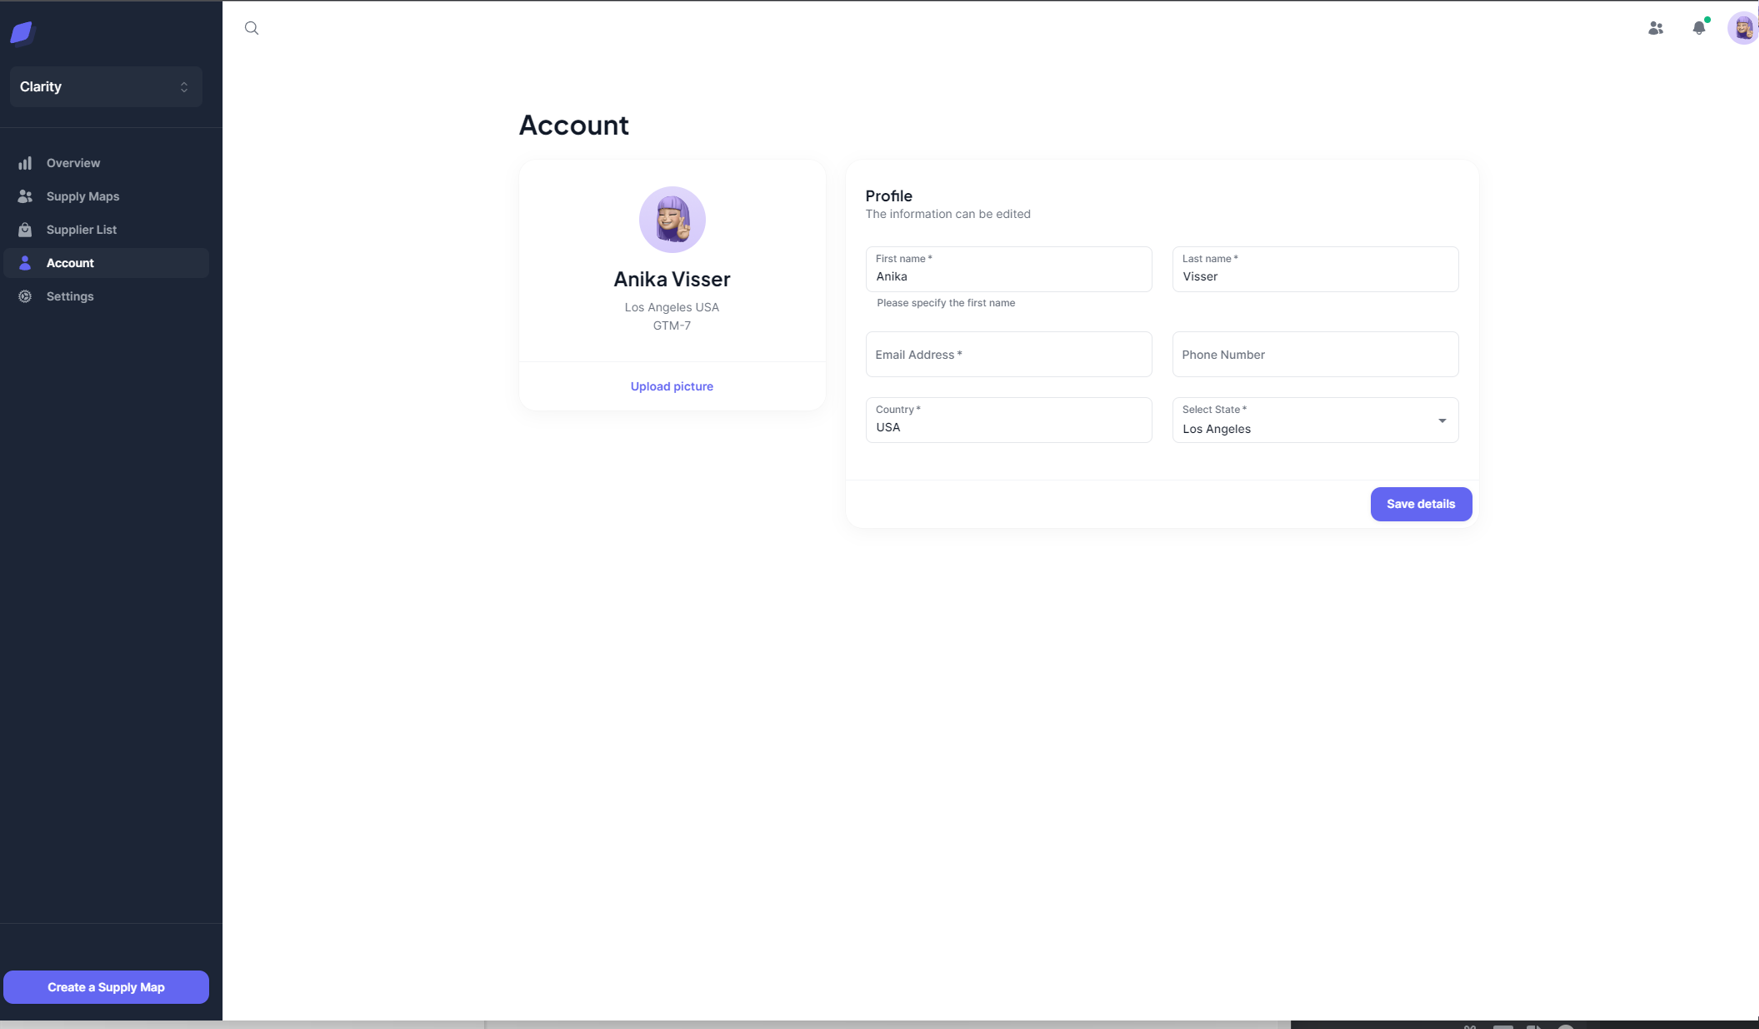 Clarity
Overview
Supply Maps
Supplier List
Account
Settings
Create a Supply Map
Account
Anika Visser
Los Angeles USA
GTM-7
Upload picture
Profile
The information can be edited
First name *
Anika
Please specify the first name
Last name *
Visser
Email Address *
Phone Number
Country *
USA
Select State *
Los Angeles
Save details